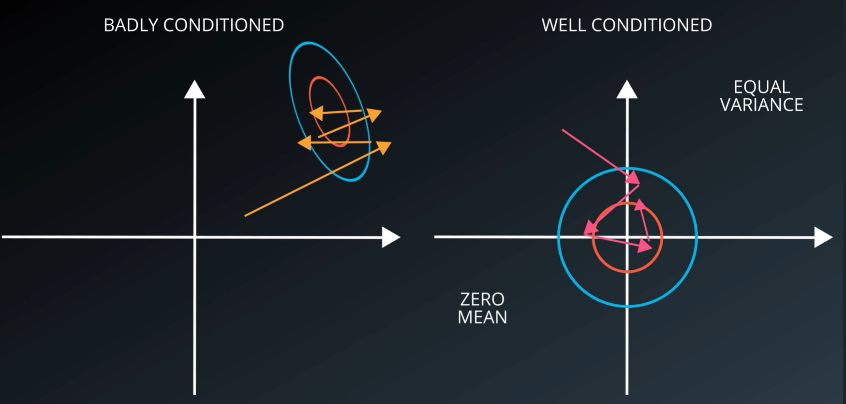 BADLY CONDITIONED
WELL CONDITIONED
EQUAL
VARIANCE
ZERO
MEAN